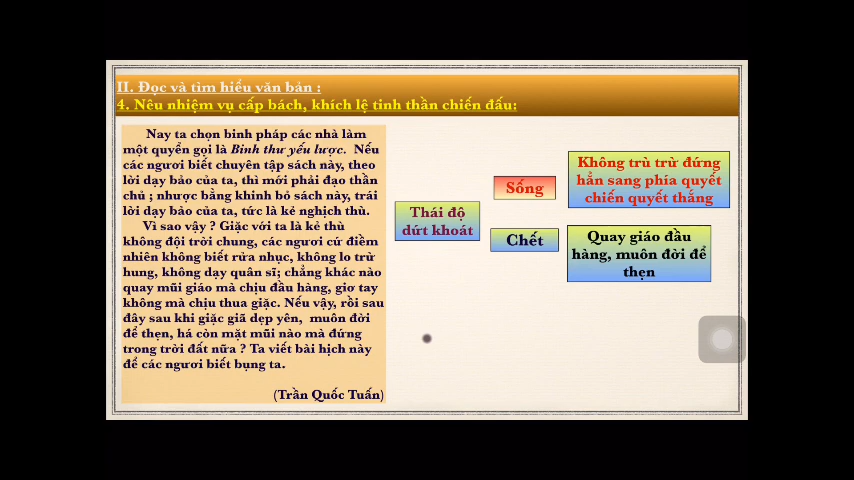 II. Đọc và tìm hiểu văn bản :
4. Nêu nhiệm vụ cấp bách, khích lệ tinh thần chiến đấu:
Nay ta chọn binh pháp các nhà làm
một quyển gọi là Binh thư yếu lược. Nếu
các ngươi biết chuyên tập sách này, theo
lời dạy bảo của ta, thì mới phải đạo thần
chủ ; nhược bằng khinh bỏ sách này, trái
lời dạy bảo của ta, tức là kẻ nghịch thù.
Vì sao vậy ? Giặc với ta là kẻ thù
không đội trời chung, các ngươi cứ điềm
nhiên không biết rửa nhục, không lo trừ
hung, không dạy quân sĩ; chẳng khác nào
quay mũi giáo mà chịu đầu hàng, giơ tay
không mà chịu thua giặc. Nếu vậy, rồi sau
đây sau khi giặc giã dẹp yên, muôn đời
để thẹn, há còn mặt mũi nào mà đứng
trong trời đất nữa ? Ta viết bài hịch này
để các ngươi biết bụng ta.
(Trần Quốc Tuấn)
Thái độ
dứt khoát
Sống
Không trù trừ đứng
hẳn sang phía quyết
chiến quyết thắng
Chết
Quay giáo đầu
hàng, muôn đời để
thẹn